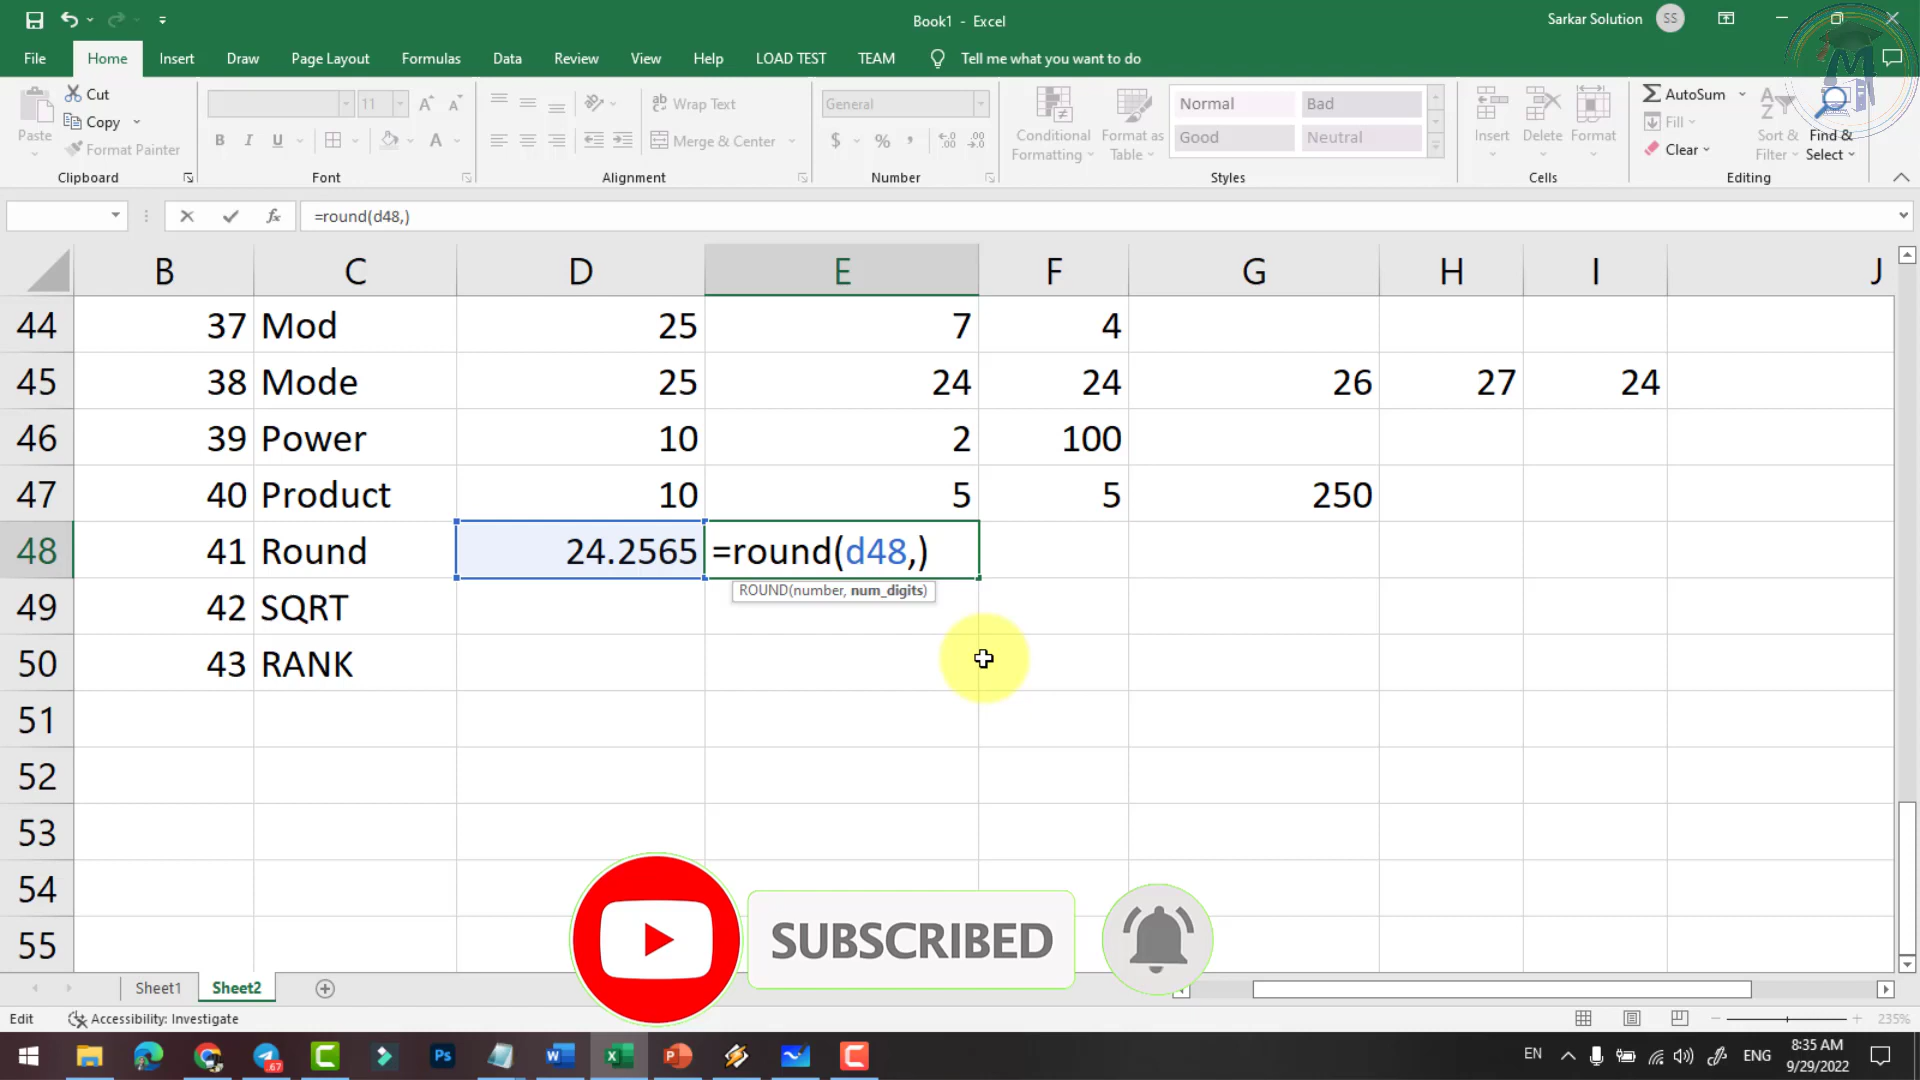 Book1 - Excel
Sarkar Solution SS
File Home Insert Draw Page Layout Formulas Data Review View Help LOAD TEST TEAM Tell me what you want to do
Paste Cut Copy Format Painter
Clipboard
11 B I U A
Font
Wrap Text
Merge & Center
Alignment
General
$ % ,
Number
Conditional Formatting
Format as Table
Normal Bad
Good Neutral
Styles
Insert Delete Format
Cells
AutoSum
Fill
Clear
Sort & Filter
Find & Select
Editing
fx =round(d48,)
B C D E F G H I J
44 37 Mod 25 7 4
45 38 Mode 25 24 24 26 27 24
46 39 Power 10 2 100
47 40 Product 10 5 5 250
48 41 Round 24.2565 =round(d48,)
ROUND(number, num_digits)
49 42 SQRT
50 43 RANK
51
52
53
54
55
SUBSCRIBED
Sheet1 Sheet2
Edit Accessibility: Investigate 235%
EN ENG 8:35 AM
9/29/2022